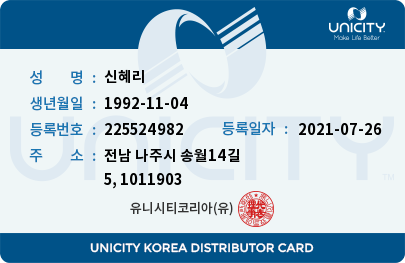 UNICITY
Make Life Better
성 명 : 신혜리
생년월일 : 1992-11-04
등록번호 : 225524982 등록일자 : 2021-07-26
주 소 : 전남 나주시 송월14길
5, 1011903
유니시티코리아(유)
UNICITY
TM
UNICITY KOREA DISTRIBUTOR CARD